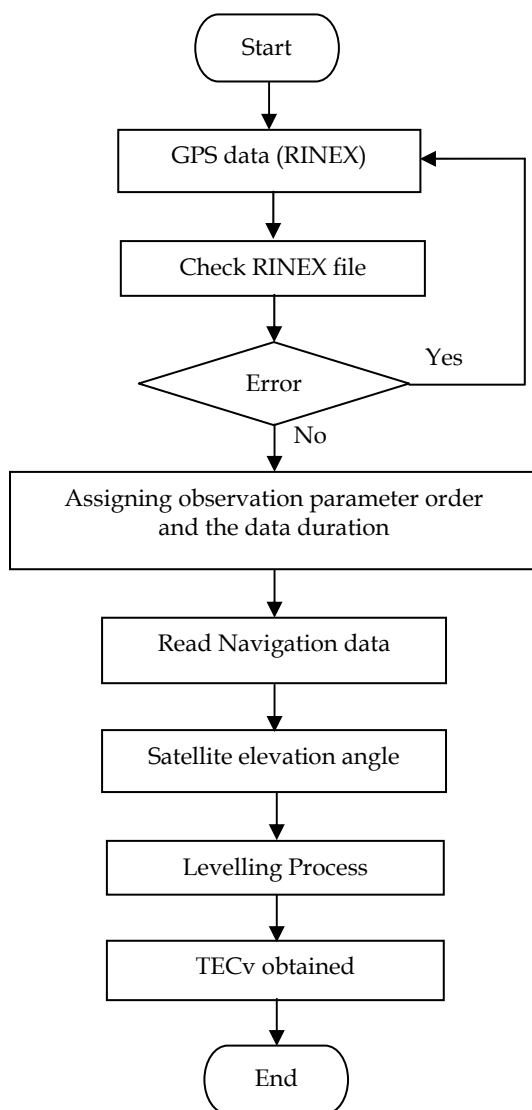 Start
GPS data (RINEX)
Check RINEX file
Error
Yes
No
Assigning observation parameter order
and the data duration
Read Navigation data
Satellite elevation angle
Levelling Process
TECv obtained
End